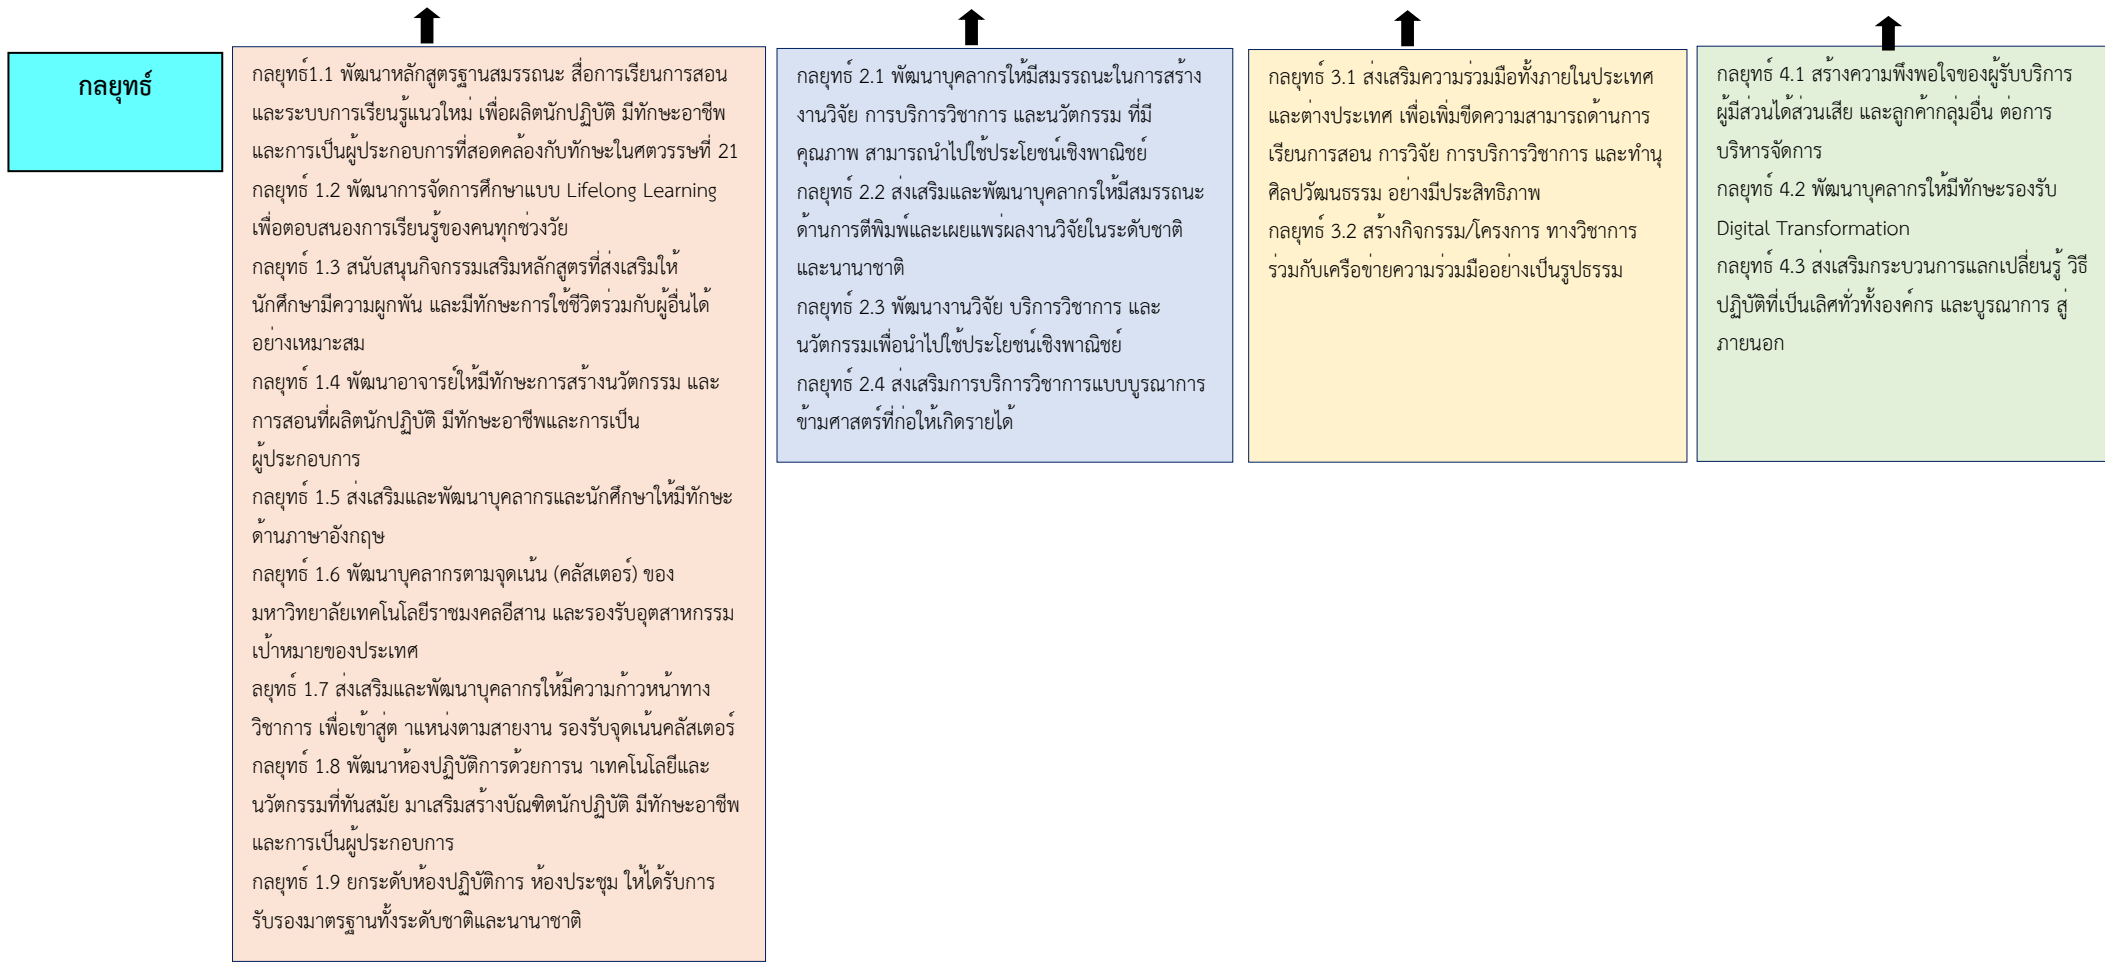 กลยุทธ์
กลยุทธ์1.1 พัฒนาหลักสูตรฐานสมรรถนะ สื่อการเรียนการสอน
และระบบการเรียนรู้แนวใหม่ เพื่อผลิตนักปฏิบัติ มีทักษะอาชีพ
และการเป็นผู้ประกอบการที่สอดคล้องกับทักษะในศตวรรษที่ 21
กลยุทธ์ 1.2 พัฒนาการจัดการศึกษาแบบ Lifelong Learning
เพื่อตอบสนองการเรียนรู้ของคนทุกช่วงวัย
กลยุทธ์ 1.3 สนับสนุนกิจกรรมเสริมหลักสูตรที่ส่งเสริมให้
นักศึกษามีความผูกพัน และมีทักษะการใช้ชีวิตร่วมกับผู้อื่นได้
อย่างเหมาะสม
กลยุทธ์ 1.4 พัฒนาอาจารย์ให้มีทักษะการสร้างนวัตกรรม และ
การสอนที่ผลิตนักปฏิบัติ มีทักษะอาชีพและการเป็น
ผู้ประกอบการ
กลยุทธ์ 1.5 ส่งเสริมและพัฒนาบุคลากรและนักศึกษาให้มีทักษะ
ด้านภาษาอังกฤษ
กลยุทธ์ 1.6 พัฒนาบุคลากรตามจุดเน้น (คลัสเตอร์) ของ
มหาวิทยาลัยเทคโนโลยีราชมงคลอีสาน และรองรับอุตสาหกรรม
เป้าหมายของประเทศ
ลยุทธ์ 1.7 ส่งเสริมและพัฒนาบุคลากรให้มีความก้าวหน้าทาง
วิชาการ เพื่อเข้าสู่ต าแหน่งตามสายงาน รองรับจุดเน้นคลัสเตอร์
กลยุทธ์ 1.8 พัฒนาห้องปฏิบัติการด้วยการน าเทคโนโลยีและ
นวัตกรรมที่ทันสมัย มาเสริมสร้างบัณฑิตนักปฏิบัติ มีทักษะอาชีพ
และการเป็นผู้ประกอบการ
กลยุทธ์ 1.9 ยกระดับห้องปฏิบัติการ ห้องประชุม ให้ได้รับการ
รับรองมาตรฐานทั้งระดับชาติและนานาชาติ
กลยุทธ์ 2.1 พัฒนาบุคลากรให้มีสมรรถนะในการสร้าง
งานวิจัย การบริการวิชาการ และนวัตกรรม ที่มี
คุณภาพ สามารถนำไปใช้ประโยชน์เชิงพาณิชย์
กลยุทธ์ 2.2 ส่งเสริมและพัฒนาบุคลากรให้มีสมรรถนะ
ด้านการตีพิมพ์และเผยแพร่ผลงานวิจัยในระดับชาติ
และนานาชาติ
กลยุทธ์ 2.3 พัฒนางานวิจัย บริการวิชาการ และ
นวัตกรรมเพื่อนำไปใช้ประโยชน์เชิงพาณิชย์
กลยุทธ์ 2.4 ส่งเสริมการบริการวิชาการแบบบูรณาการ
ข้ามศาสตร์ที่ก่อให้เกิดรายได้
กลยุทธ์ 3.1 ส่งเสริมความร่วมมือทั้งภายในประเทศ
และต่างประเทศ เพื่อเพิ่มขีดความสามารถด้านการ
เรียนการสอน การวิจัย การบริการวิชาการ และทำนุ
ศิลปวัฒนธรรม อย่างมีประสิทธิภาพ
กลยุทธ์ 3.2 สร้างกิจกรรม/โครงการ ทางวิชาการ
ร่วมกับเครือข่ายความร่วมมืออย่างเป็นรูปธรรม
กลยุทธ์ 4.1 สร้างความพึงพอใจของผู้รับบริการ
ผู้มีส่วนได้ส่วนเสีย และลูกค้ากลุ่มอื่น ต่อการ
บริหารจัดการ
กลยุทธ์ 4.2 พัฒนาบุคลากรให้มีทักษะรองรับ
Digital Transformation
กลยุทธ์ 4.3 ส่งเสริมกระบวนการแลกเปลี่ยนรู้ วิธี
ปฏิบัติที่เป็นเลิศทั่วทั้งองค์กร และบูรณาการ สู่
ภายนอก